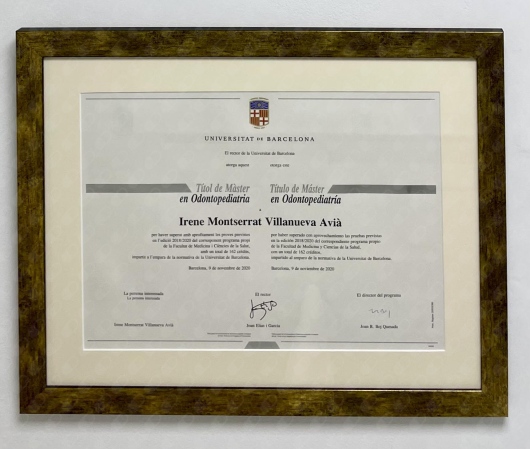 UNIVERSITAT DE BARCELONA
El rector de la Universitat de Barcelona
atorga aquest
otorga este
Títol de Màster
en Odontopediatria
Título de Máster
en Odontopediatría
a
Irene Montserrat Villanueva Avià
per haver superat amb aprofitament les proves previstes
en l'edició 2018/2020 del corresponent programa propi
de la Facultat de Medicina i Ciències de la Salut,
amb un total de 162 crèdits,
impartit a l'empara de la normativa de la Universitat de Barcelona.
Barcelona, 9 de novembre de 2020
por haber superado con aprovechamiento las pruebas previstas
en la edición 2018/2020 del correspondiente programa propio
de la Facultad de Medicina y Ciencias de la Salud,
con un total de 162 créditos,
impartido al amparo de la normativa de la Universidad de Barcelona.
Barcelona, 9 de noviembre de 2020
La persona interessada
La persona interesada
El rector
El director del programa
Irene Montserrat Villanueva Avià
Joan Elias i Garcia
Joan R. Boj Quesada